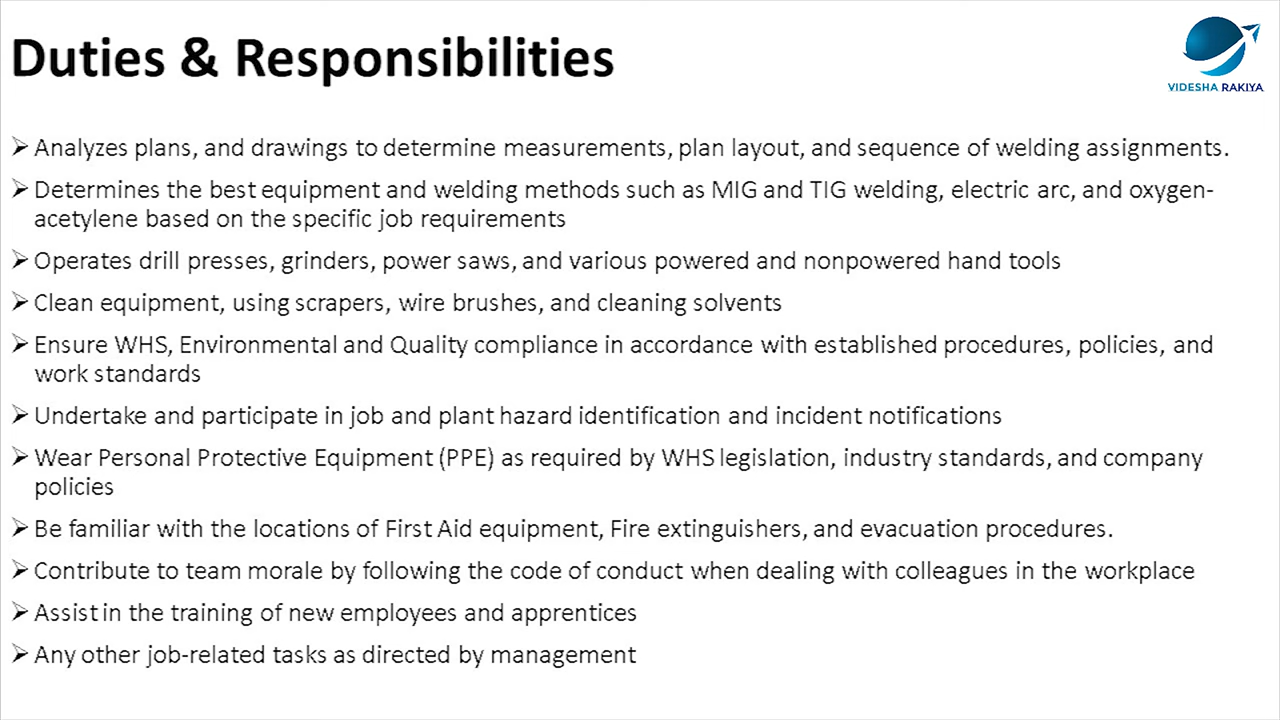 Duties & Responsibilities
VIDESHA RAKIYA
➢ Analyzes plans, and drawings to determine measurements, plan layout, and sequence of welding assignments.
➢ Determines the best equipment and welding methods such as MIG and TIG welding, electric arc, and oxygen-
acetylene based on the specific job requirements
➢ Operates drill presses, grinders, power saws, and various powered and nonpowered hand tools
➢ Clean equipment, using scrapers, wire brushes, and cleaning solvents
➢ Ensure WHS, Environmental and Quality compliance in accordance with established procedures, policies, and
work standards
➢ Undertake and participate in job and plant hazard identification and incident notifications
➢ Wear Personal Protective Equipment (PPE) as required by WHS legislation, industry standards, and company
policies
➢ Be familiar with the locations of First Aid equipment, Fire extinguishers, and evacuation procedures.
➢ Contribute to team morale by following the code of conduct when dealing with colleagues in the workplace
➢ Assist in the training of new employees and apprentices
➢ Any other job-related tasks as directed by management